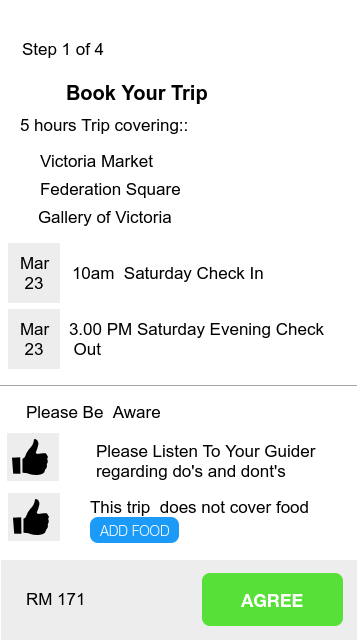 Step 1 of 4
Book Your Trip
5 hours Trip covering::
Victoria Market
Federation Square
Gallery of Victoria
Mar
23
10am  Saturday Check In
Mar
23
3.00 PM Saturday Evening Check
Out
Please Be  Aware
Please Listen To Your Guider
regarding do's and dont's
This trip  does not cover food
ADD FOOD
RM 171
AGREE